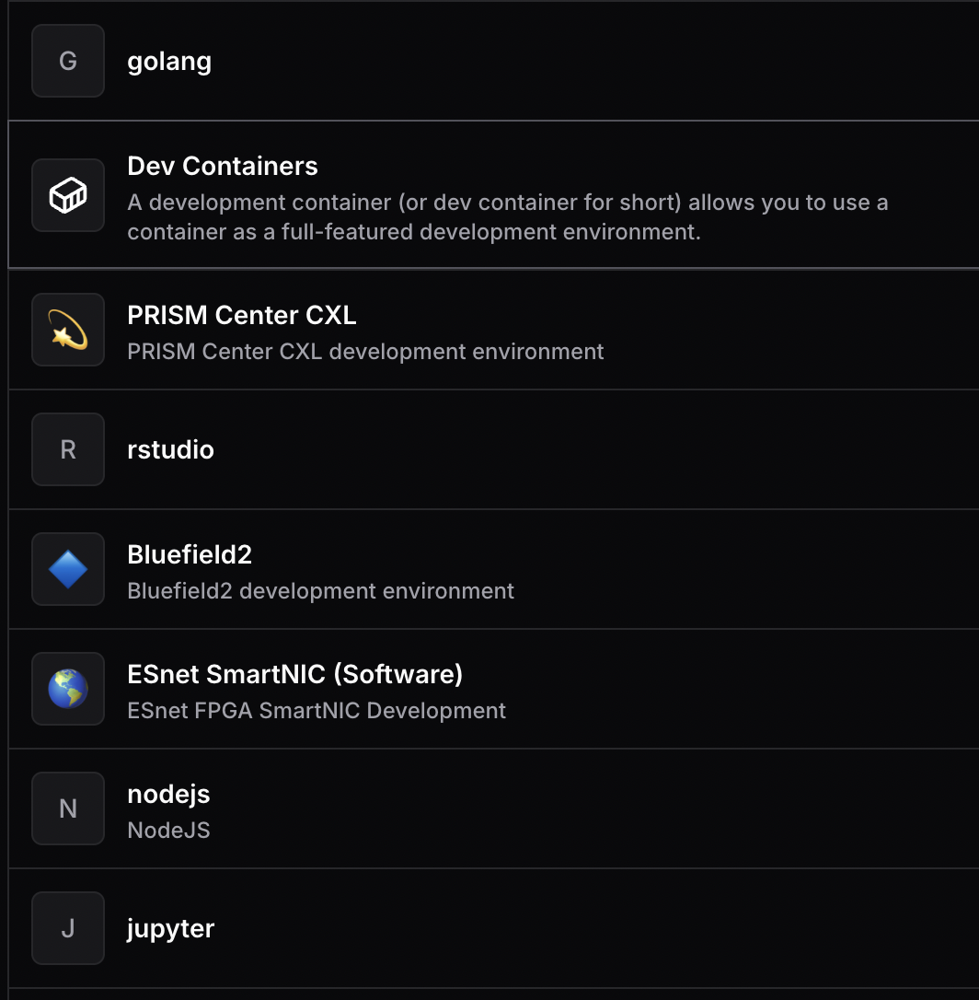 G
golang
Dev Containers
A development container (or dev container for short) allows you to use a
container as a full-featured development environment.
PRISM Center CXL
PRISM Center CXL development environment
R
rstudio
Bluefield2
Bluefield2 development environment
ESnet SmartNIC (Software)
ESnet FPGA SmartNIC Development
N
nodejs
NodeJS
J
jupyter